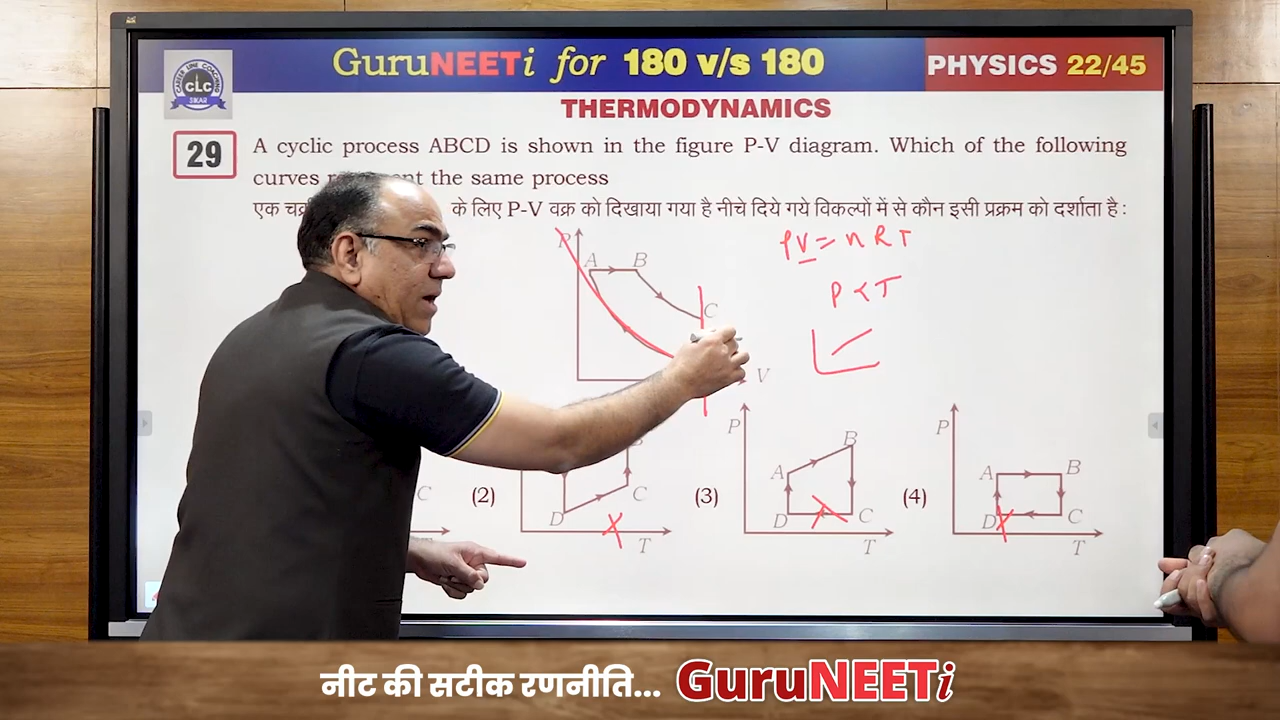 GuruNEETi for 180 v/s 180
PHYSICS 22/45
CLC
SIKAR
THERMODYNAMICS
29
A cyclic process ABCD is shown in the figure P-V diagram. Which of the following
curves the same process
एक के लिए P-V वक्र को दिखाया गया है नीचे दिये गये विकल्पों में से कौन इसी प्रक्रम को दर्शाता है :
P
A B
C
V
PV = nRT
P ∝ T
C
(2)
D
C
T
(3)
P
A
B
D
C
T
(4)
P
A
B
D
C
T
नीट की सटीक रणनीति... GuruNEETi